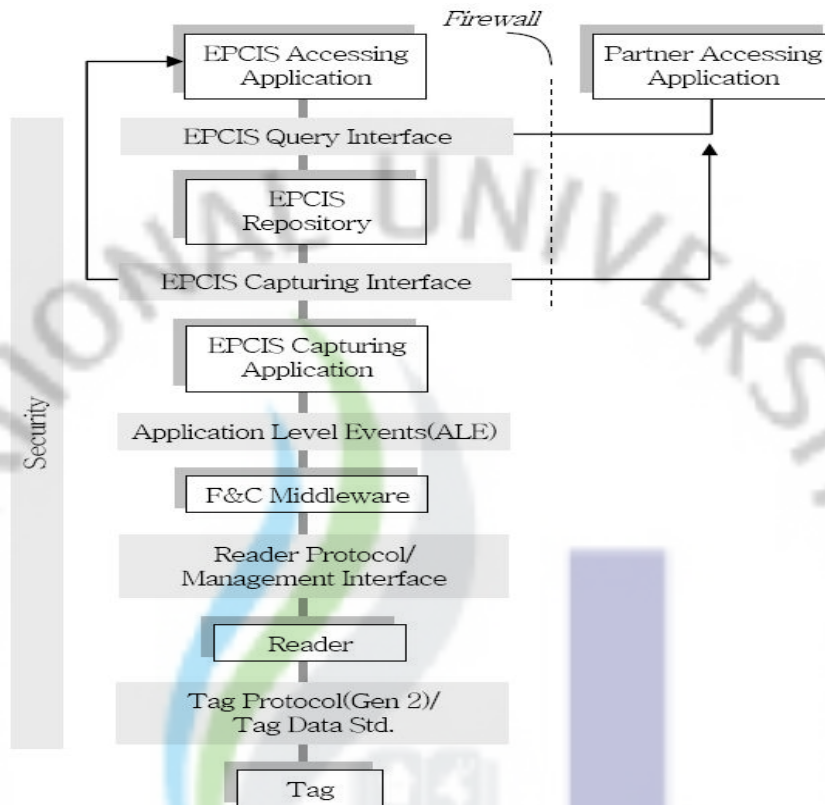 Firewall
EPCIS Accessing
Application
Partner Accessing
Application
EPCIS Query Interface
EPCIS
Repository
EPCIS Capturing Interface
EPCIS Capturing
Application
Application Level Events(ALE)
F&C Middleware
Reader Protocol/
Management Interface
Reader
Tag Protocol(Gen 2)/
Tag Data Std.
Tag
Security